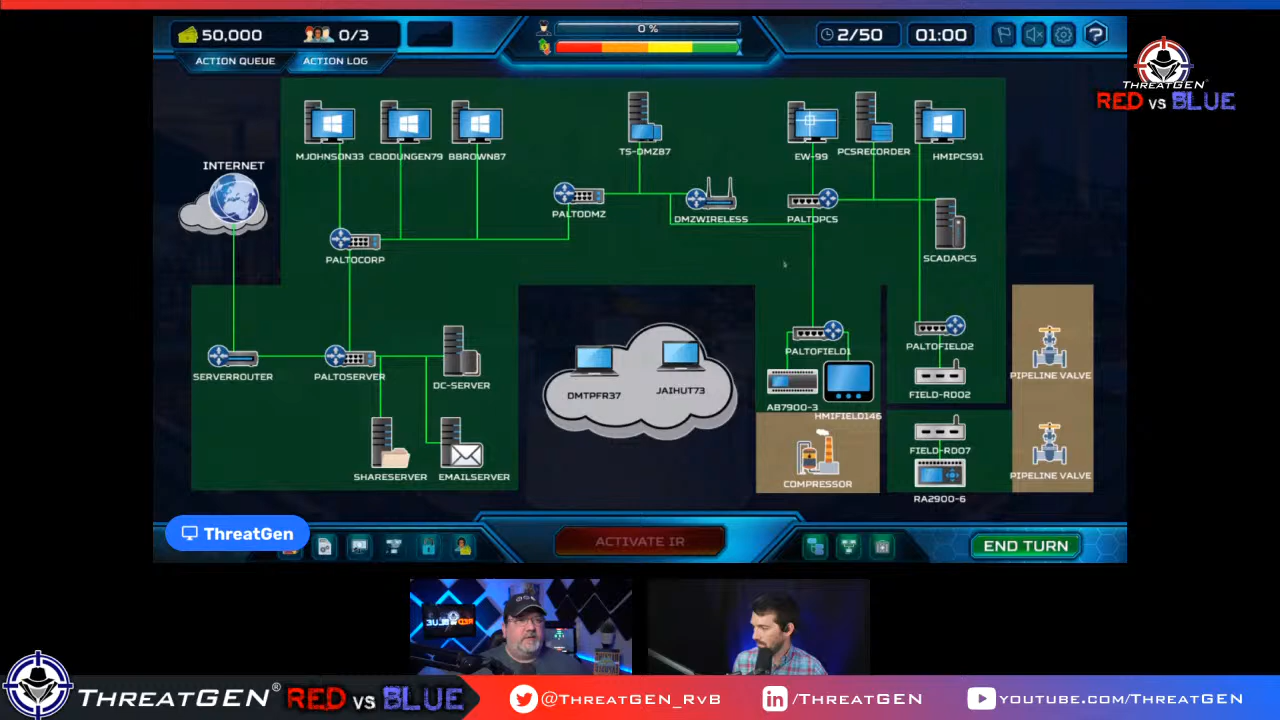 50,000
0/3
0 %
2/50
01:00
?
ACTION QUEUE
ACTION LOG
THREATGEN®
RED vs BLUE
MJOHNSON33
CBODUNGEN79
BBROWN87
TS-DMZ87
EW-99
PCSRECORDER
HMIPCS91
INTERNET
PALTODMZ
DMZWIRELESS
PALTOPCS
PALTOCORP
SCADAPCS
SERVERROUTER
PALTOSERVER
DC-SERVER
DMTPFR37
JAIHUT73
PALTOFIELD1
PALTOFIELD2
PIPELINE VALVE
AB7900-3
HMIFIELD146
FIELD-RD02
SHARESERVER
EMAILSERVER
COMPRESSOR
FIELD-RD07
RA2900-6
PIPELINE VALVE
ThreatGen
ACTIVATE IR
END TURN
THREATGEN® RED vs BLUE
@THREATGEN_RVB
/THREATGEN
YOUTUBE.COM/THREATGEN